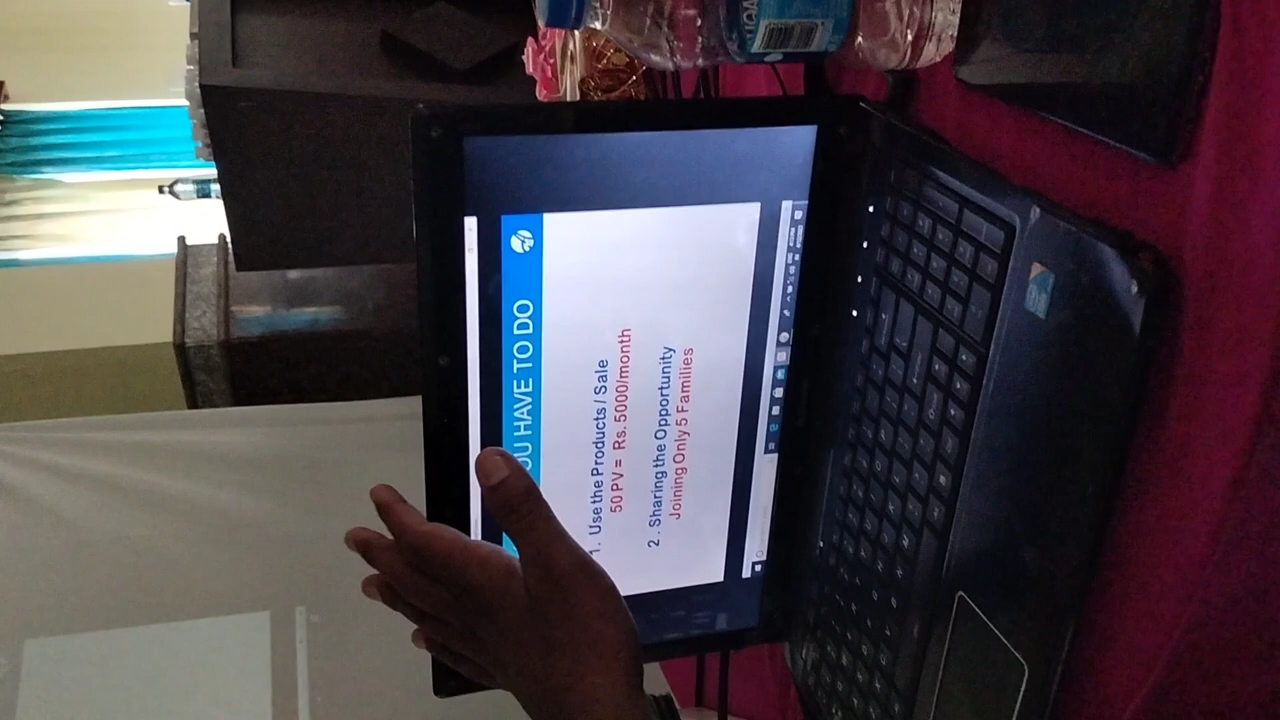 OU HAVE TO DO
1. Use the Products / Sale
50 PV = Rs. 5000/month
2. Sharing the Opportunity
Joining Only 5 Families